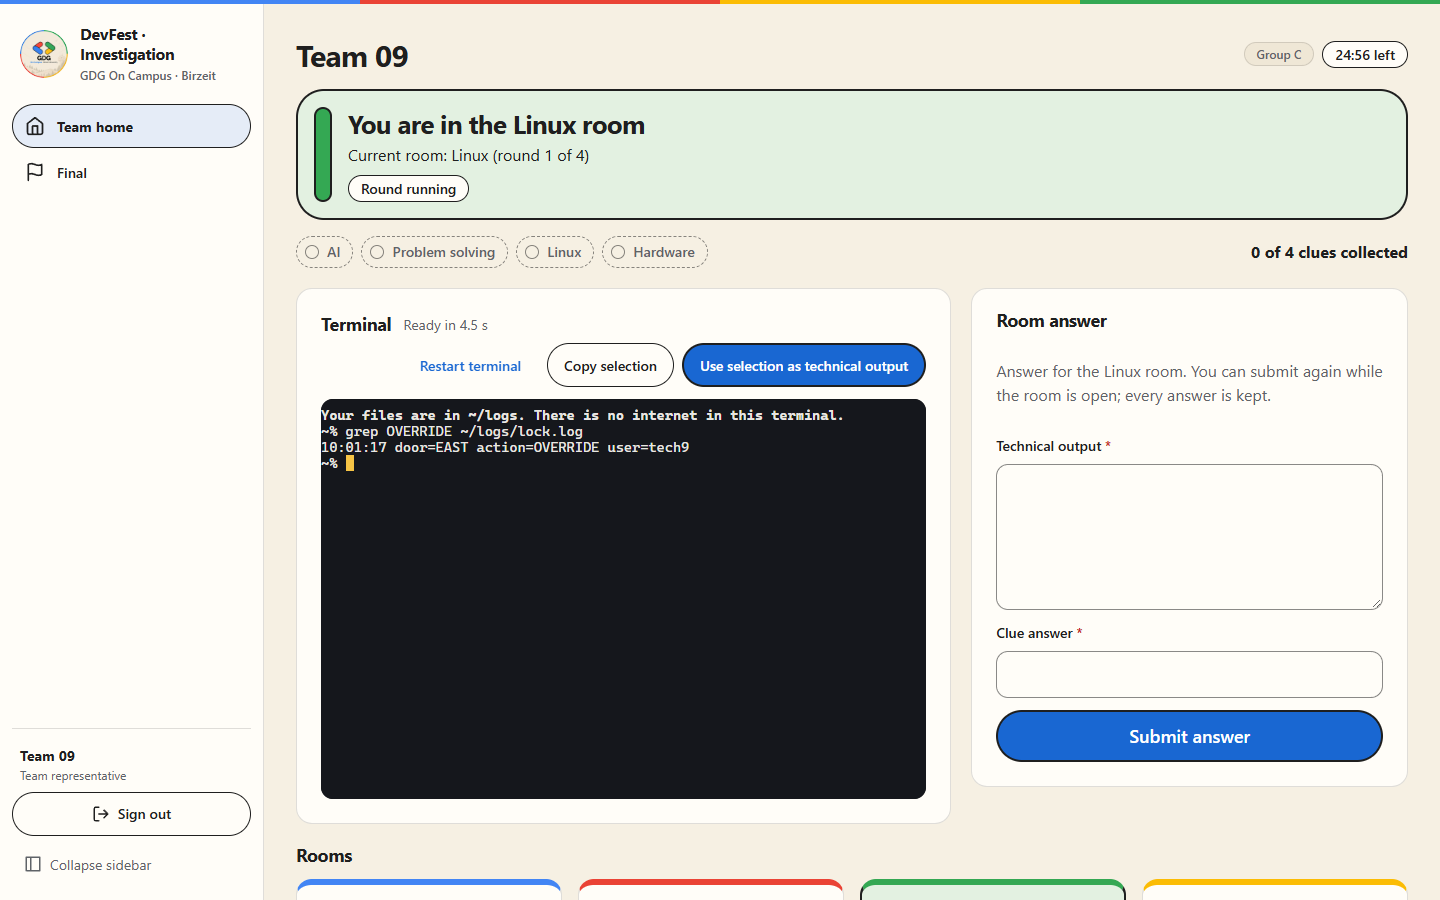 DevFest ·
Investigation
GDG On Campus · Birzeit
GDG
Team home
Final
Team 09
Team representative
Sign out
Collapse sidebar
Team 09
Group C
24:56 left
You are in the Linux room
Current room: Linux (round 1 of 4)
Round running
AI
Problem solving
Linux
Hardware
0 of 4 clues collected
Terminal
Ready in 4.5 s
Restart terminal
Copy selection
Use selection as technical output
Your files are in ~/logs. There is no internet in this terminal.
~% grep OVERRIDE ~/logs/lock.log
10:01:17 door=EAST action=OVERRIDE user=tech9
~%
Room answer
Answer for the Linux room. You can submit again while
the room is open; every answer is kept.
Technical output *
Clue answer *
Submit answer
Rooms